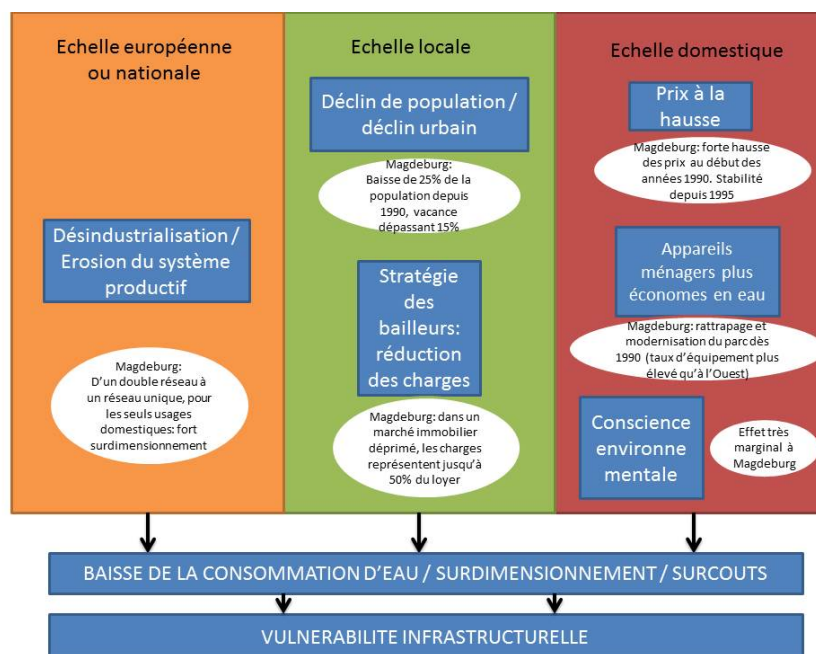 Echelle européenne
ou nationale
Désindustrialisation /
Erosion du système
productif
Magdeburg:
D'un double réseau à
un réseau unique, pour
les seuls usages
domestiques: fort
surdimensionnement
Echelle locale
Déclin de population /
déclin urbain
Magdeburg:
Baisse de 25% de la
population depuis
1990, vacance
dépassant 15%
Stratégie
des
bailleurs:
réduction
des charges
Magdeburg: dans un
marché immobilier
déprimé, les charges
représentent jusqu'à
50% du loyer
Echelle domestique
Prix à la
hausse
Magdeburg: forte hausse
des prix au début des
années 1990. Stabilité
depuis 1995
Appareils
ménagers plus
économes en eau
Magdeburg: rattrapage et
modernisation du parc dès
1990 (taux d'équipement plus
élevé qu'à l'Ouest)
Conscience
environne
mentale
Effet très
marginal à
Magdeburg
BAISSE DE LA CONSOMMATION D'EAU / SURDIMENSIONNEMENT / SURCOUTS
VULNERABILITE INFRASTRUCTURELLE